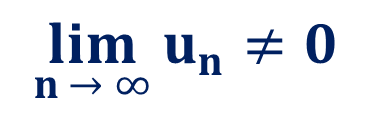 lim uₙ ≠ 0
n → ∞